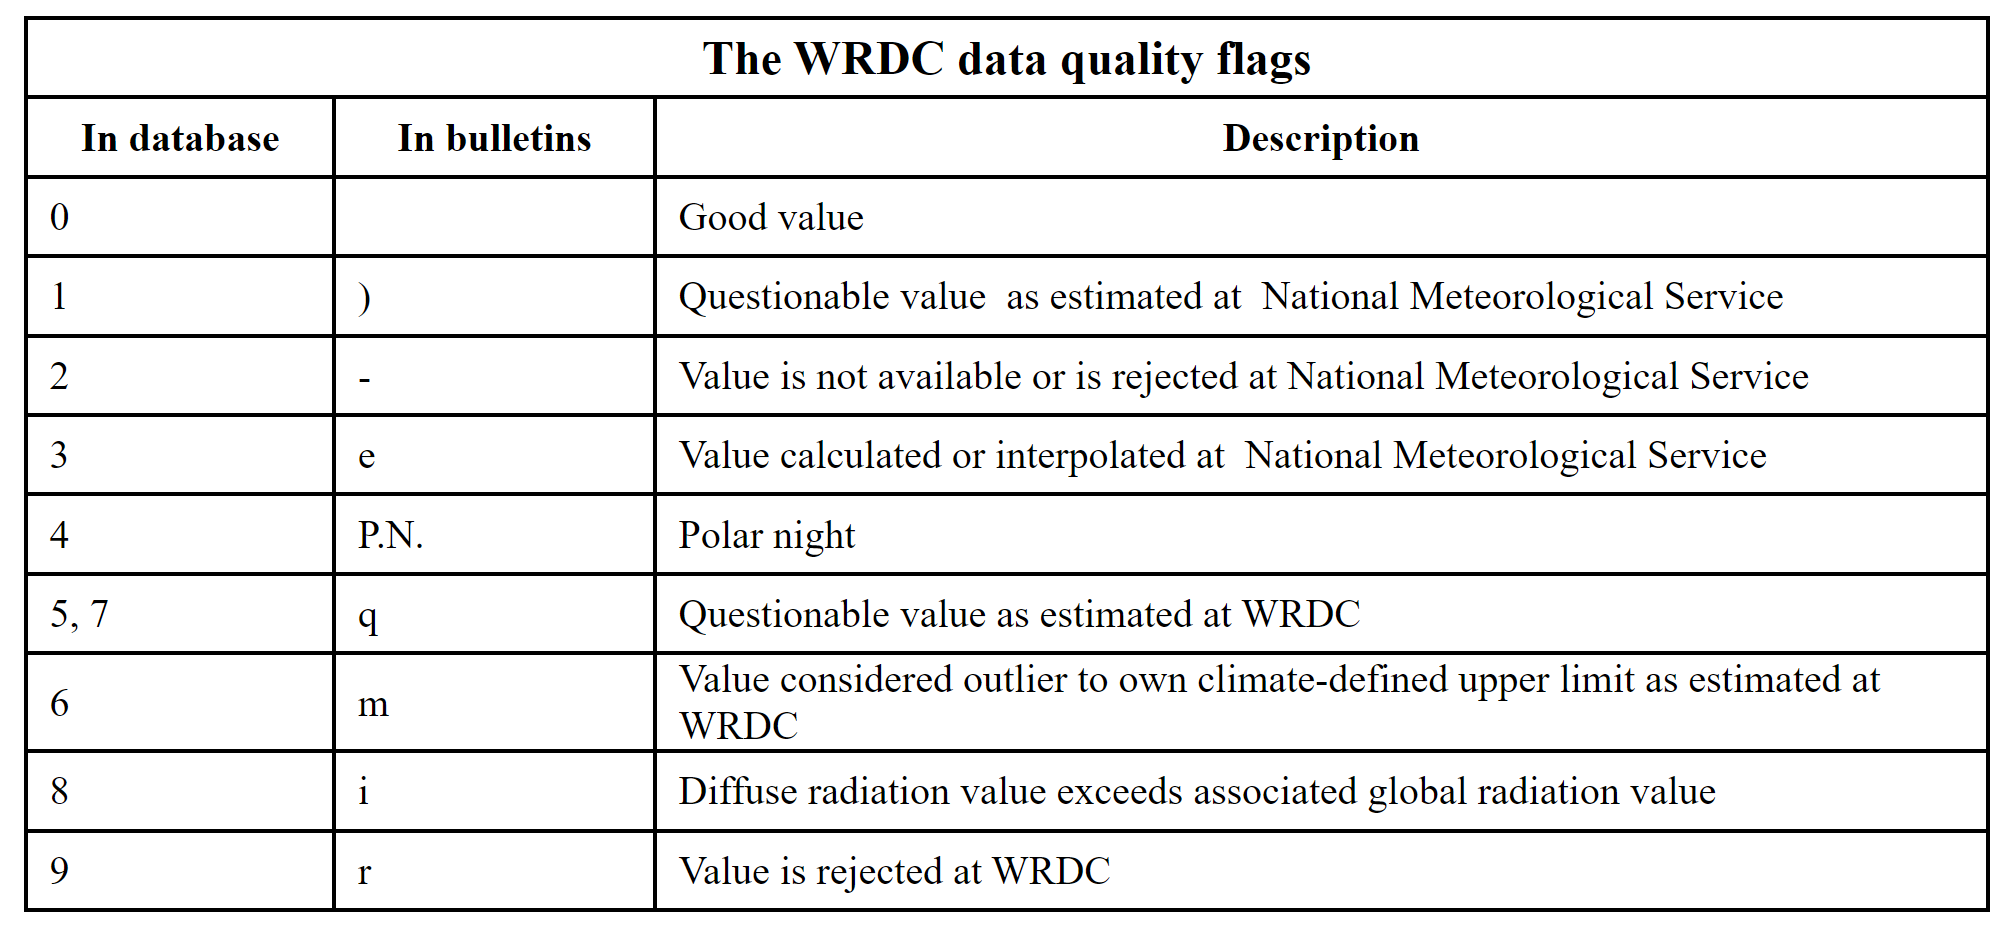 The WRDC data quality flags
In database In bulletins Description
0 Good value
1 ) Questionable value  as estimated at  National Meteorological Service
2 - Value is not available or is rejected at National Meteorological Service
3 e Value calculated or interpolated at  National Meteorological Service
4 P.N. Polar night
5, 7 q Questionable value as estimated at WRDC
6 m Value considered outlier to own climate-defined upper limit as estimated at
WRDC
8 i Diffuse radiation value exceeds associated global radiation value
9 r Value is rejected at WRDC